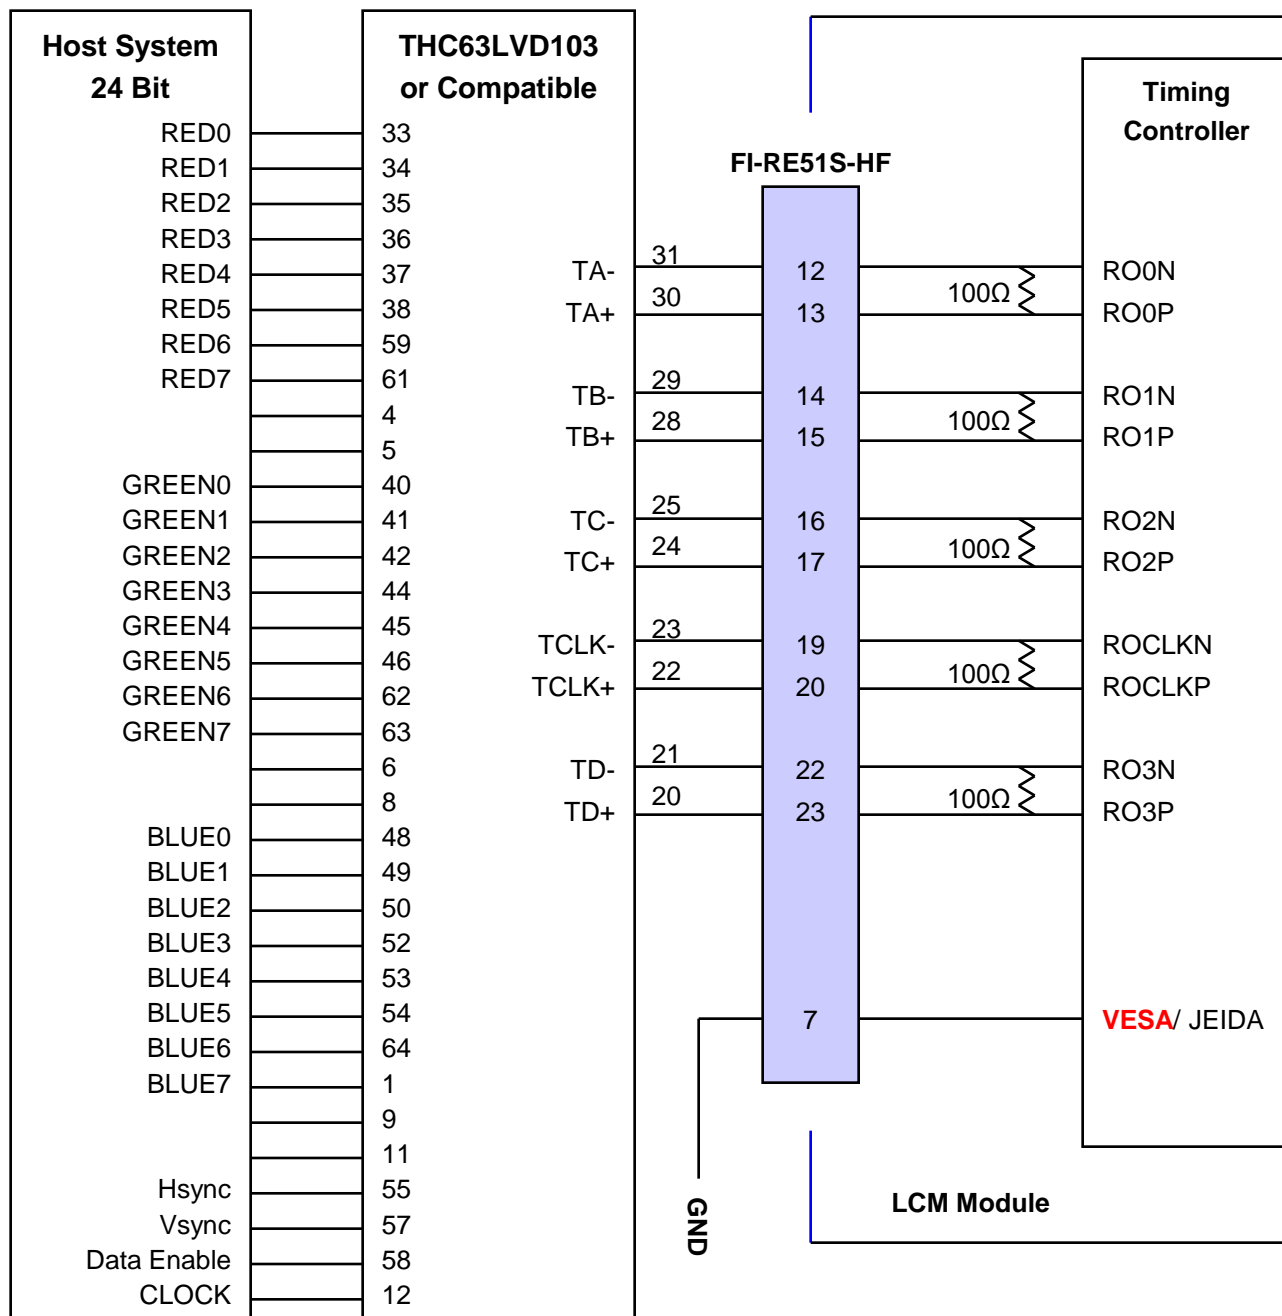 Host System
24 Bit
RED0
RED1
RED2
RED3
RED4
RED5
RED6
RED7
GREEN0
GREEN1
GREEN2
GREEN3
GREEN4
GREEN5
GREEN6
GREEN7
BLUE0
BLUE1
BLUE2
BLUE3
BLUE4
BLUE5
BLUE6
BLUE7
Hsync
Vsync
Data Enable
CLOCK
THC63LVD103
or Compatible
33
34
35
36
37
38
59
61
4
5
40
41
42
44
45
46
62
63
6
8
48
49
50
52
53
54
64
1
9
11
55
57
58
12
TA-
TA+
TB-
TB+
TC-
TC+
TCLK-
TCLK+
TD-
TD+
31
30
29
28
25
24
23
22
21
20
GND
FI-RE51S-HF
12
13
14
15
16
17
19
20
22
23
7
100Ω
100Ω
100Ω
100Ω
100Ω
Timing
Controller
RO0N
RO0P
RO1N
RO1P
RO2N
RO2P
ROCLKN
ROCLKP
RO3N
RO3P
VESA/ JEIDA
LCM Module